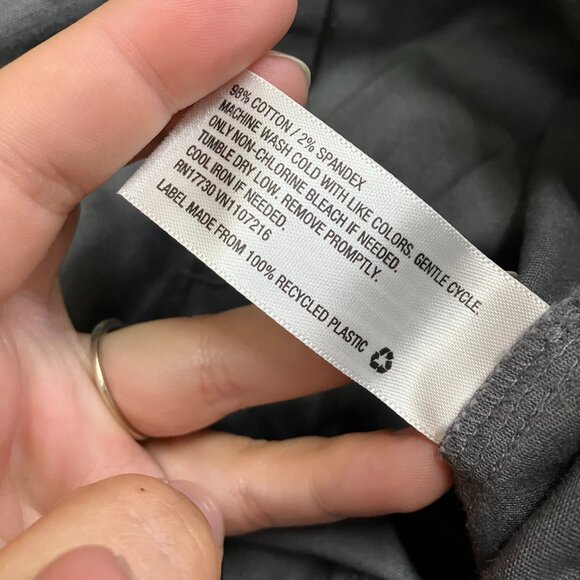 98% COTTON / 2% SPANDEX
MACHINE WASH COLD WITH LIKE COLORS, GENTLE CYCLE.
ONLY NON-CHLORINE BLEACH IF NEEDED.
TUMBLE DRY LOW, REMOVE PROMPTLY.
COOL IRON IF NEEDED.
RN17730 VN1107216
LABEL MADE FROM 100% RECYCLED PLASTIC